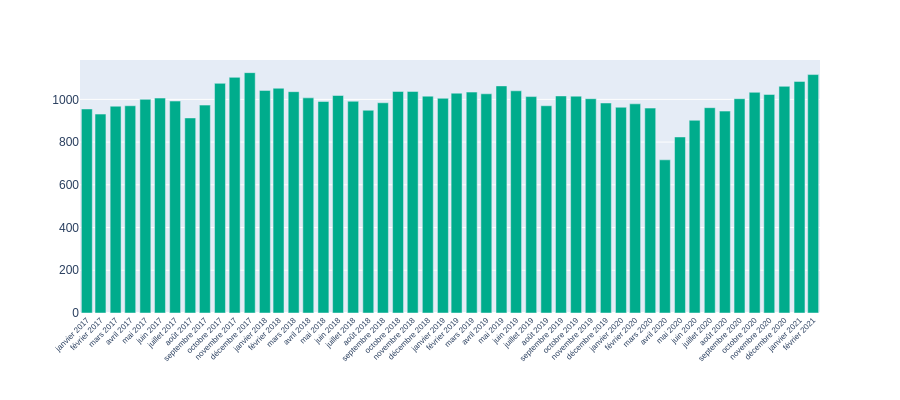 1000
800
600
400
200
0
janvier 2017
février 2017
mars 2017
avril 2017
mai 2017
juin 2017
juillet 2017
août 2017
septembre 2017
octobre 2017
novembre 2017
décembre 2017
janvier 2018
février 2018
mars 2018
avril 2018
mai 2018
juin 2018
juillet 2018
août 2018
septembre 2018
octobre 2018
novembre 2018
décembre 2018
janvier 2019
février 2019
mars 2019
avril 2019
mai 2019
juin 2019
juillet 2019
août 2019
septembre 2019
octobre 2019
novembre 2019
décembre 2019
janvier 2020
février 2020
mars 2020
avril 2020
mai 2020
juin 2020
juillet 2020
août 2020
septembre 2020
octobre 2020
novembre 2020
décembre 2020
janvier 2021
février 2021